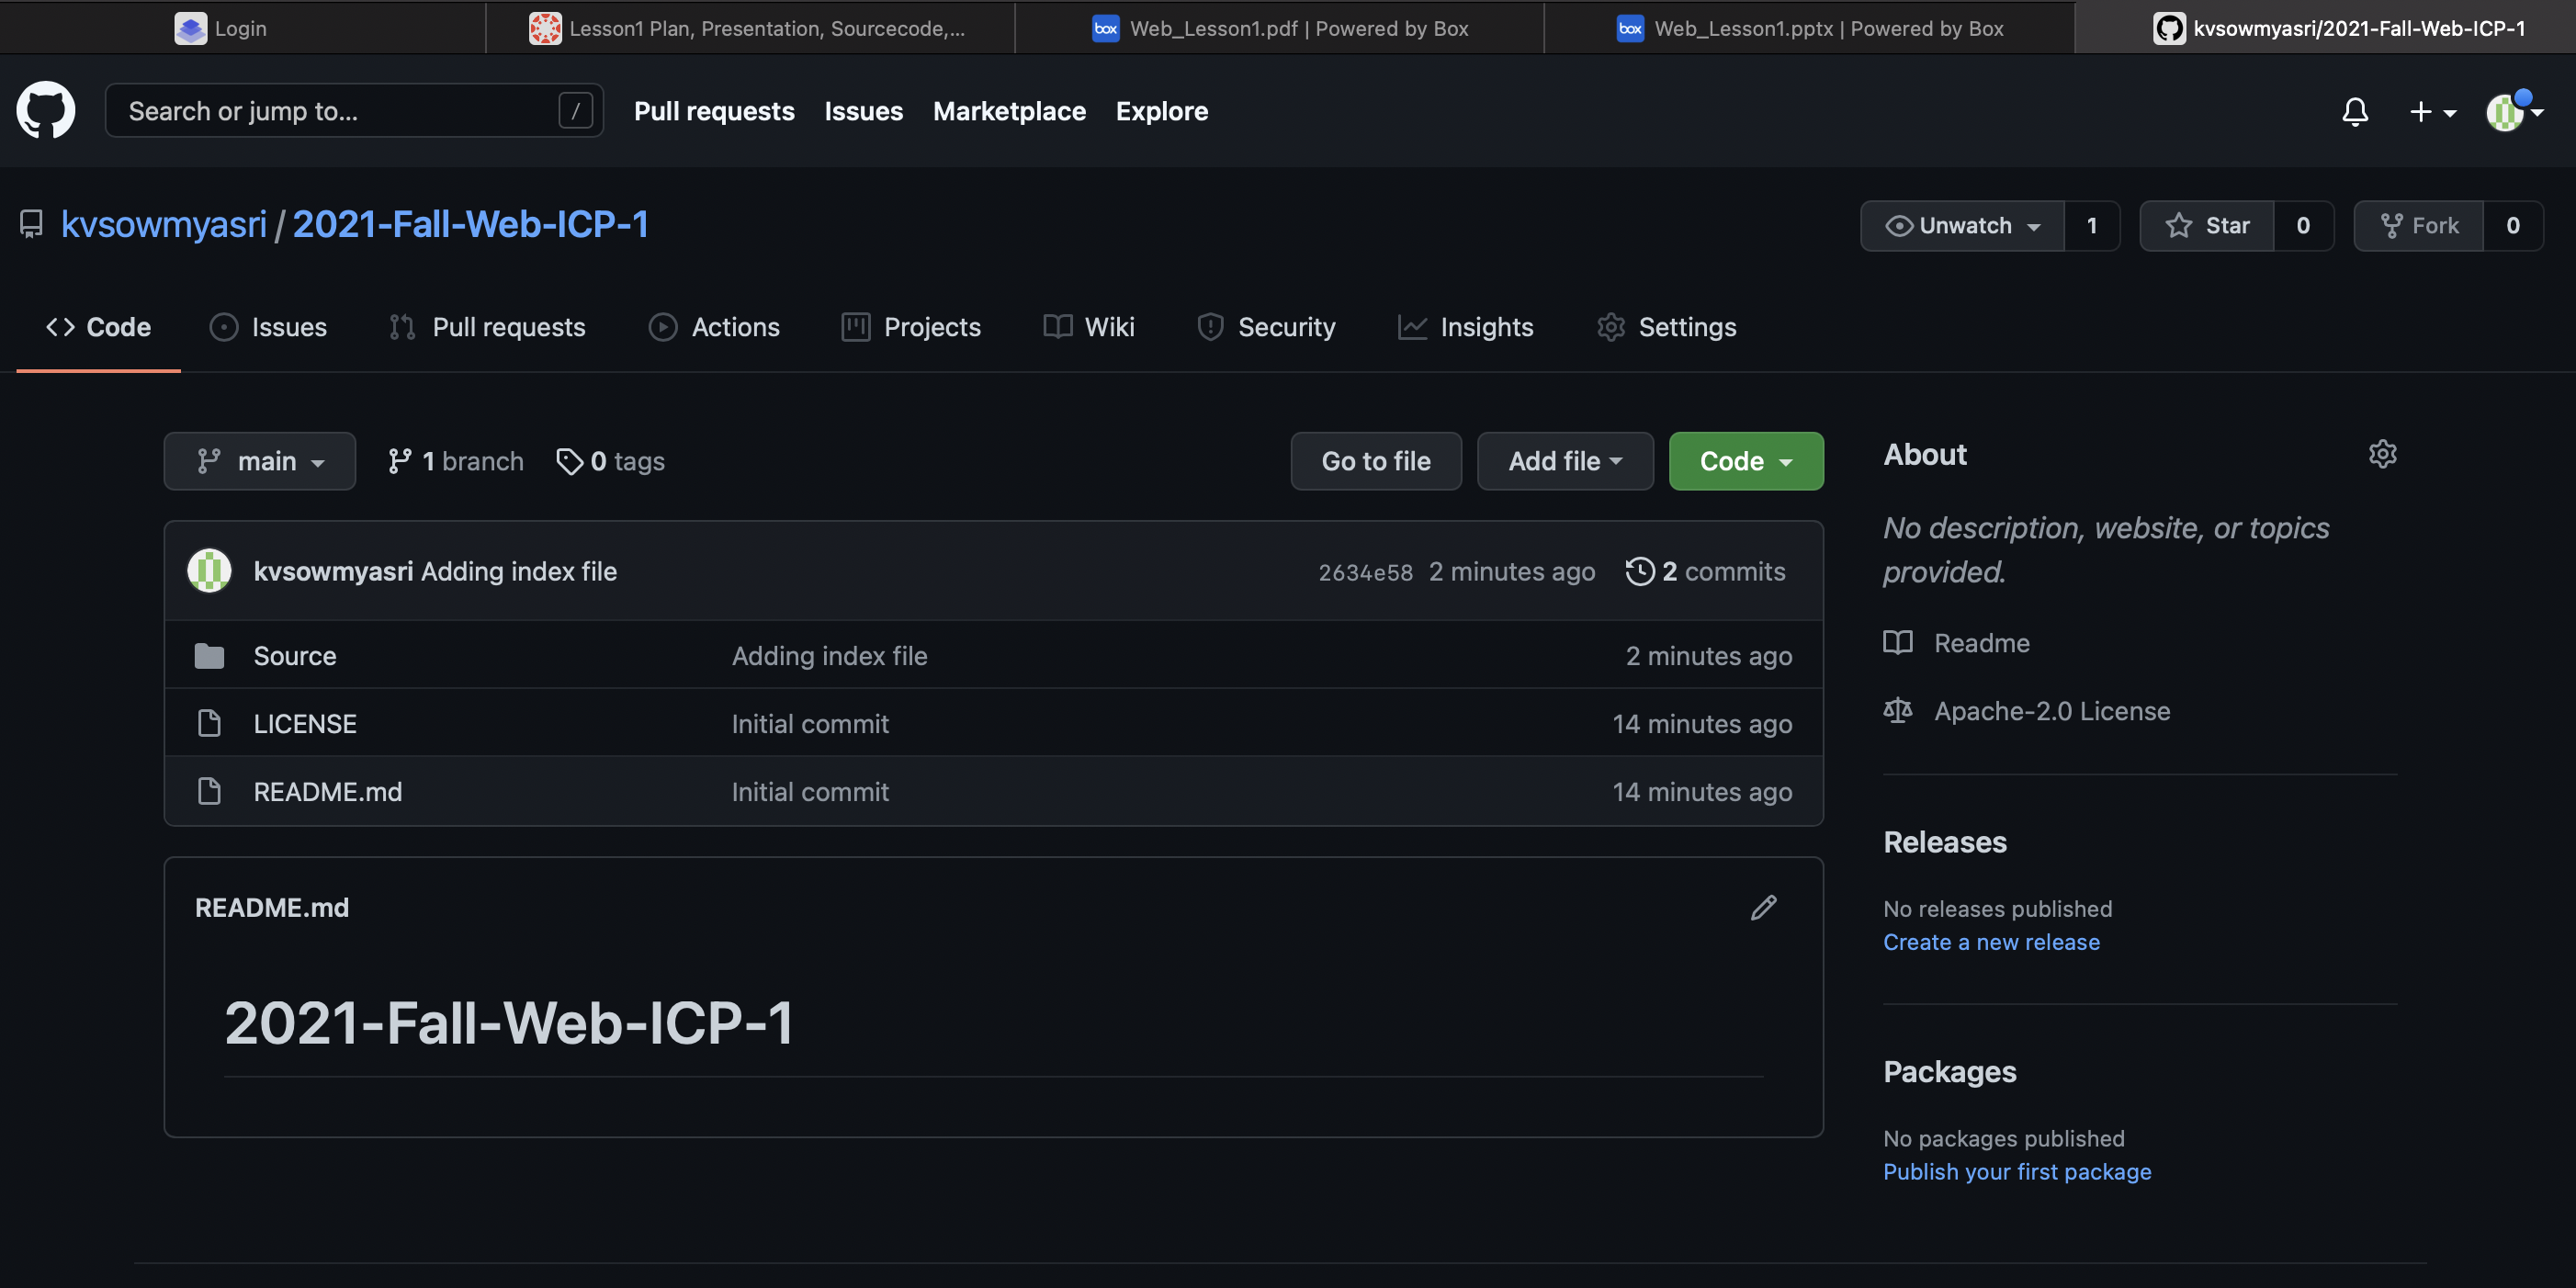 Login
Lesson1 Plan, Presentation, Sourcecode,...
box Web_Lesson1.pdf | Powered by Box
box Web_Lesson1.pptx | Powered by Box
kvsowmyasri/2021-Fall-Web-ICP-1
Search or jump to... /
Pull requests Issues Marketplace Explore
kvsowmyasri / 2021-Fall-Web-ICP-1
Unwatch 1 Star 0 Fork 0
Code Issues Pull requests Actions Projects Wiki Security Insights Settings
main 1 branch 0 tags
Go to file Add file Code
kvsowmyasri Adding index file 2634e58 2 minutes ago 2 commits
Source Adding index file 2 minutes ago
LICENSE Initial commit 14 minutes ago
README.md Initial commit 14 minutes ago
README.md
2021-Fall-Web-ICP-1
About
No description, website, or topics
provided.
Readme
Apache-2.0 License
Releases
No releases published
Create a new release
Packages
No packages published
Publish your first package